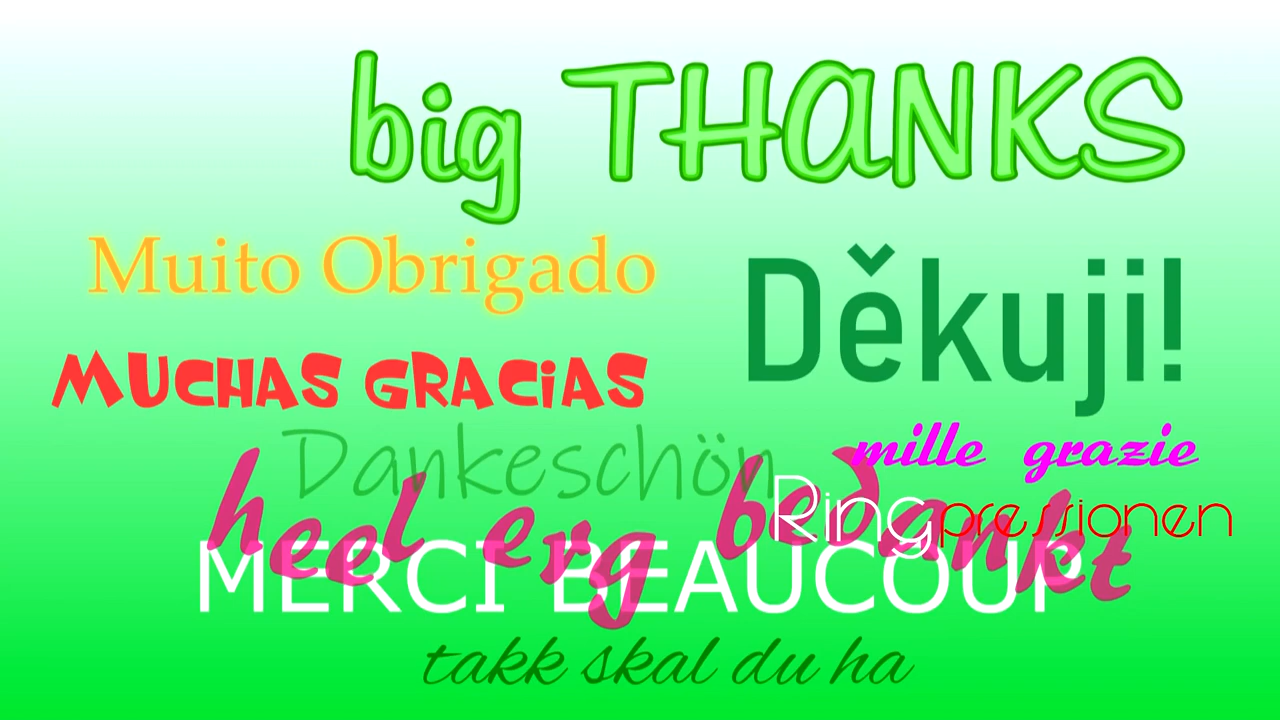 big THANKS
Muito Obrigado
Děkuji!
MUCHAS GRACiAS
Dankeschön
mille grazie
heel erg bedankt
Ringpressionen
MERCI BEAUCOUP
takk skal du ha